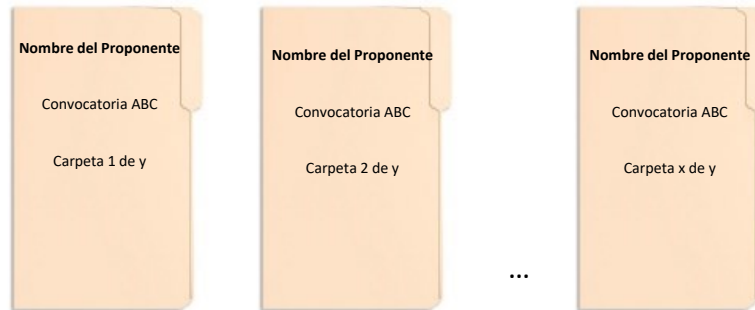 Nombre del Proponente
Convocatoria ABC
Carpeta 1 de y
Nombre del Proponente
Convocatoria ABC
Carpeta 2 de y
...
Nombre del Proponente
Convocatoria ABC
Carpeta x de y